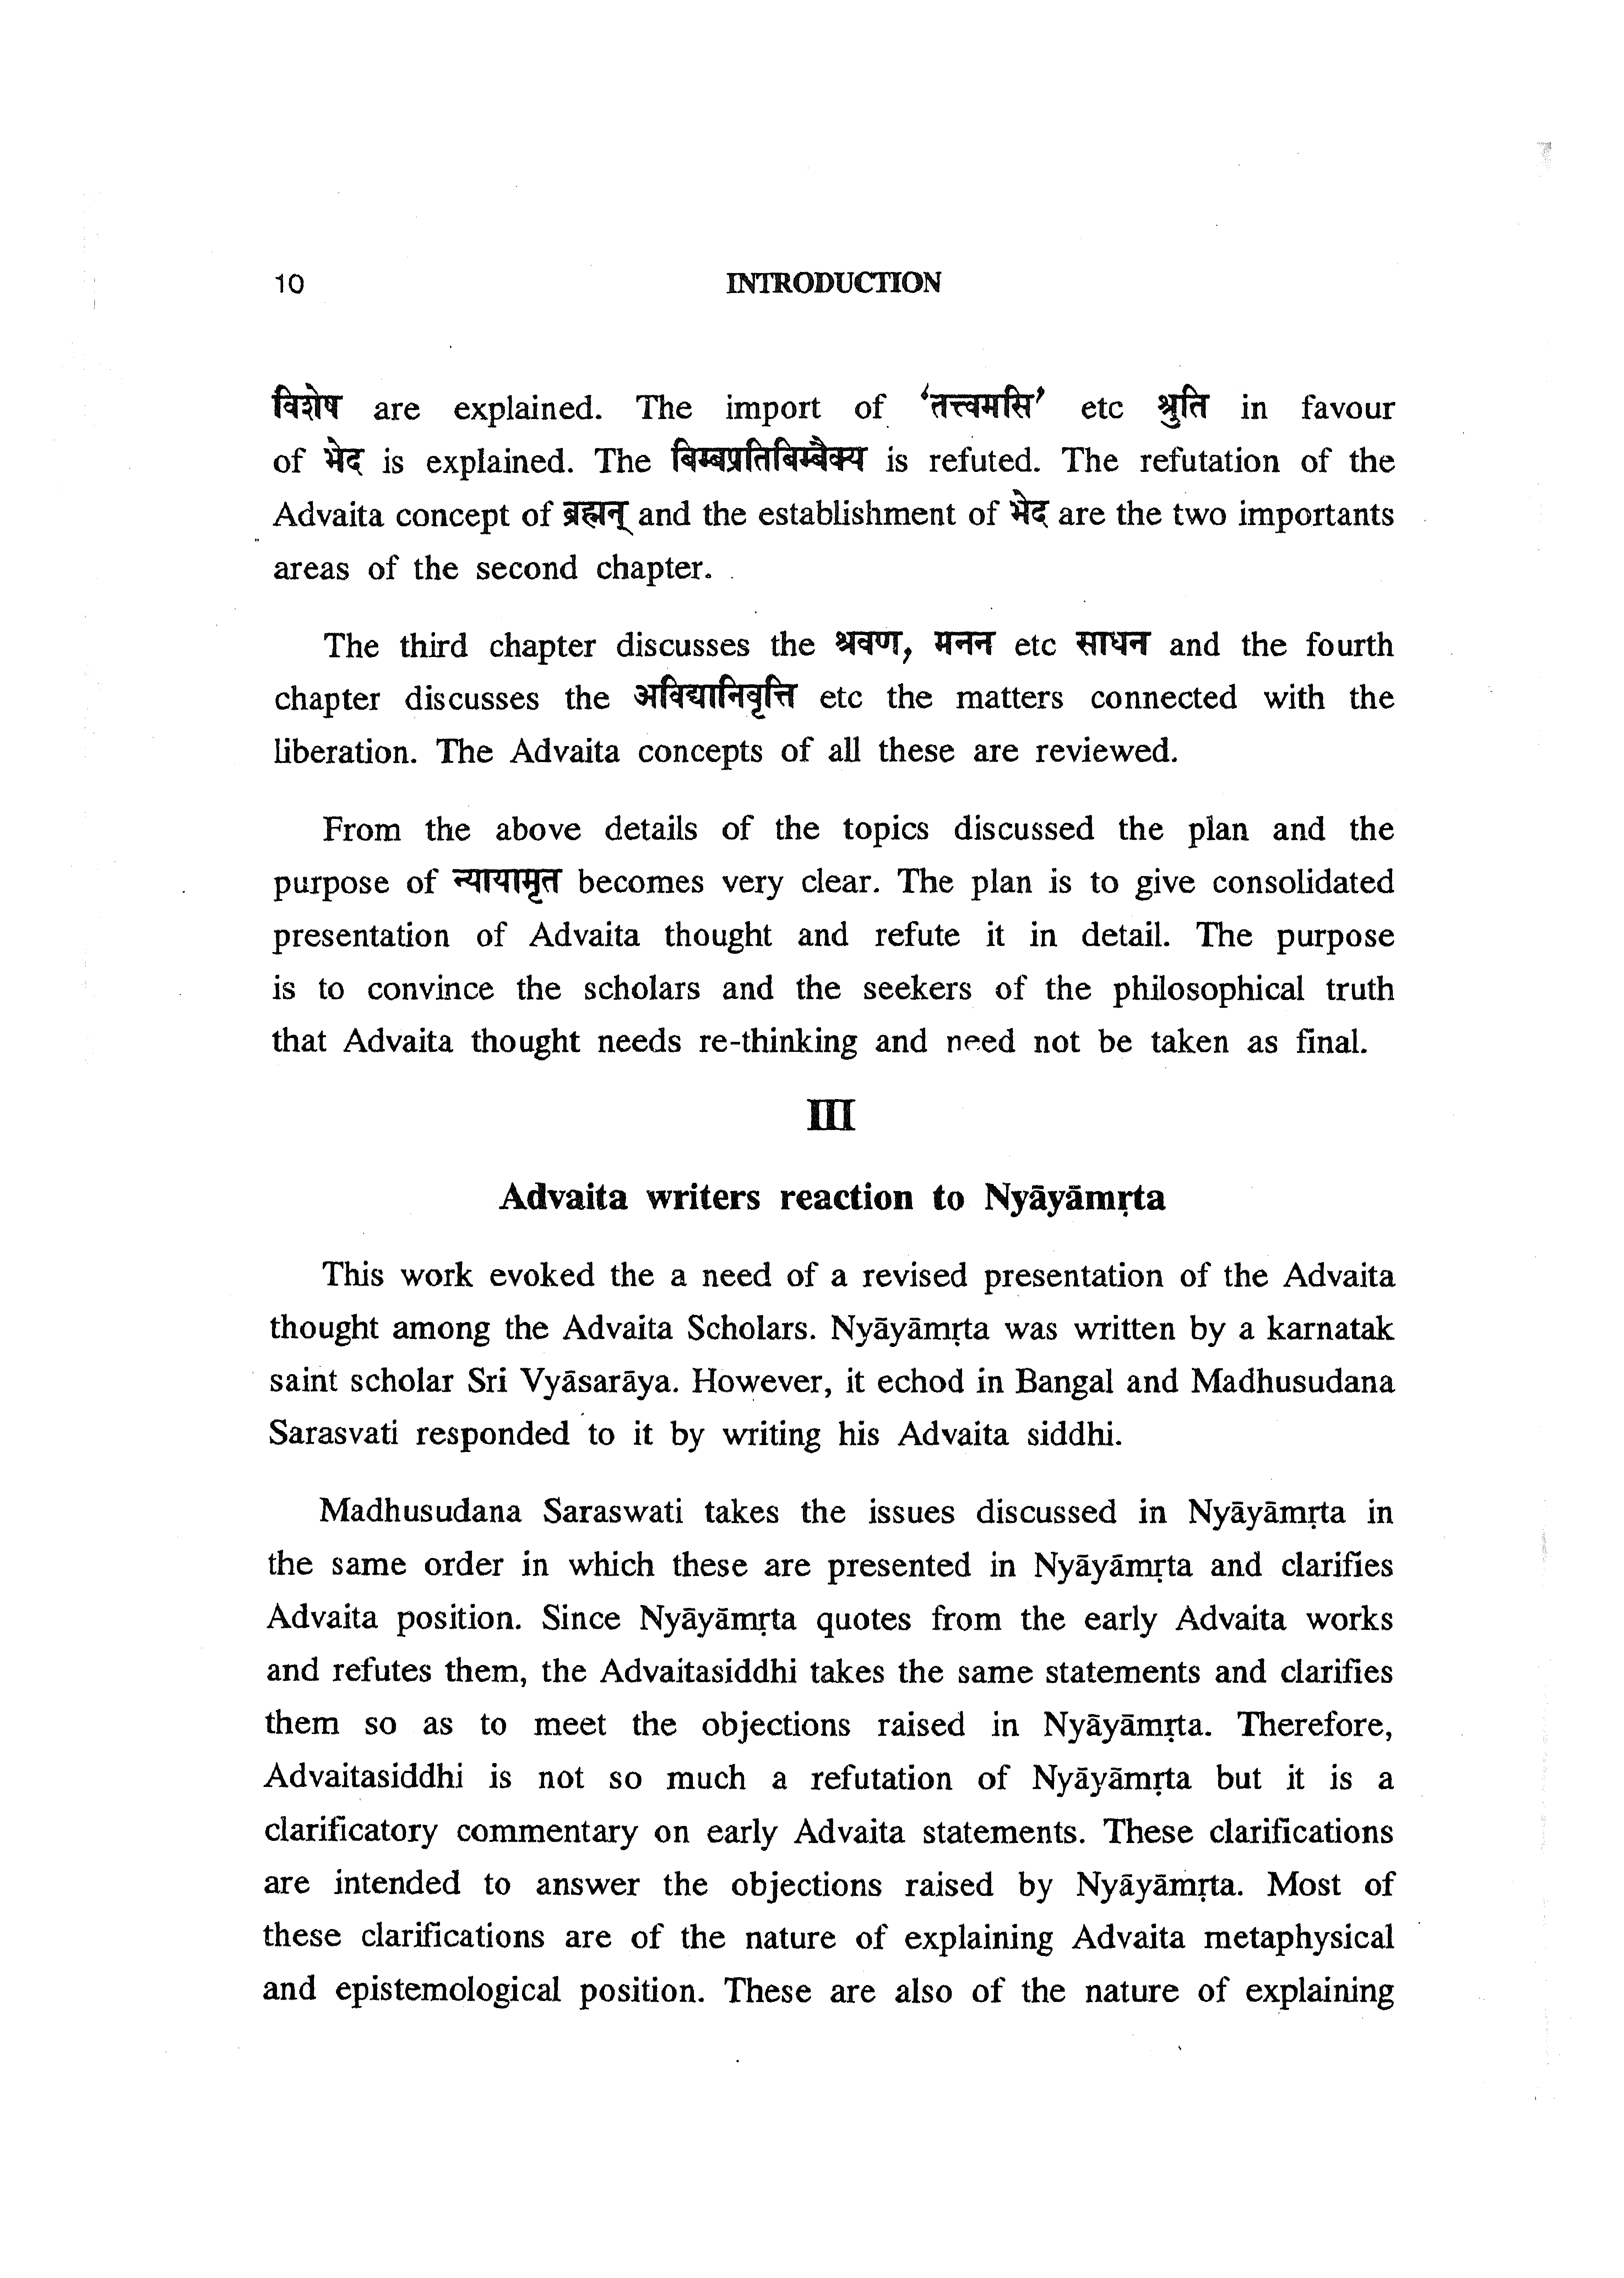 10 INTRODUCTION
विशेष are explained. The import of ‘तत्त्वमसि’ etc श्रुति in favour
of भेद is explained. The बिम्बप्रतिबिम्बैक्य is refuted. The refutation of the
Advaita concept of ब्रह्मन् and the establishment of भेद are the two importants
areas of the second chapter.
The third chapter discusses the श्रवण, मनन etc साधन and the fourth
chapter discusses the अविद्यानिवृत्ति etc the matters connected with the
liberation. The Advaita concepts of all these are reviewed.
From the above details of the topics discussed the plan and the
purpose of न्यायामृत becomes very clear. The plan is to give consolidated
presentation of Advaita thought and refute it in detail. The purpose
is to convince the scholars and the seekers of the philosophical truth
that Advaita thought needs re-thinking and need not be taken as final.
III
Advaita writers reaction to Nyāyāmṛta
This work evoked the a need of a revised presentation of the Advaita
thought among the Advaita Scholars. Nyāyāmṛta was written by a karnatak
saint scholar Sri Vyāsarāya. However, it echod in Bangal and Madhusudana
Sarasvati responded to it by writing his Advaita siddhi.
Madhusudana Saraswati takes the issues discussed in Nyāyāmṛta in
the same order in which these are presented in Nyāyāmṛta and clarifies
Advaita position. Since Nyāyāmṛta quotes from the early Advaita works
and refutes them, the Advaitasiddhi takes the same statements and clarifies
them so as to meet the objections raised in Nyāyāmṛta. Therefore,
Advaitasiddhi is not so much a refutation of Nyāyāmṛta but it is a
clarificatory commentary on early Advaita statements. These clarifications
are intended to answer the objections raised by Nyāyāmṛta. Most of
these clarifications are of the nature of explaining Advaita metaphysical
and epistemological position. These are also of the nature of explaining